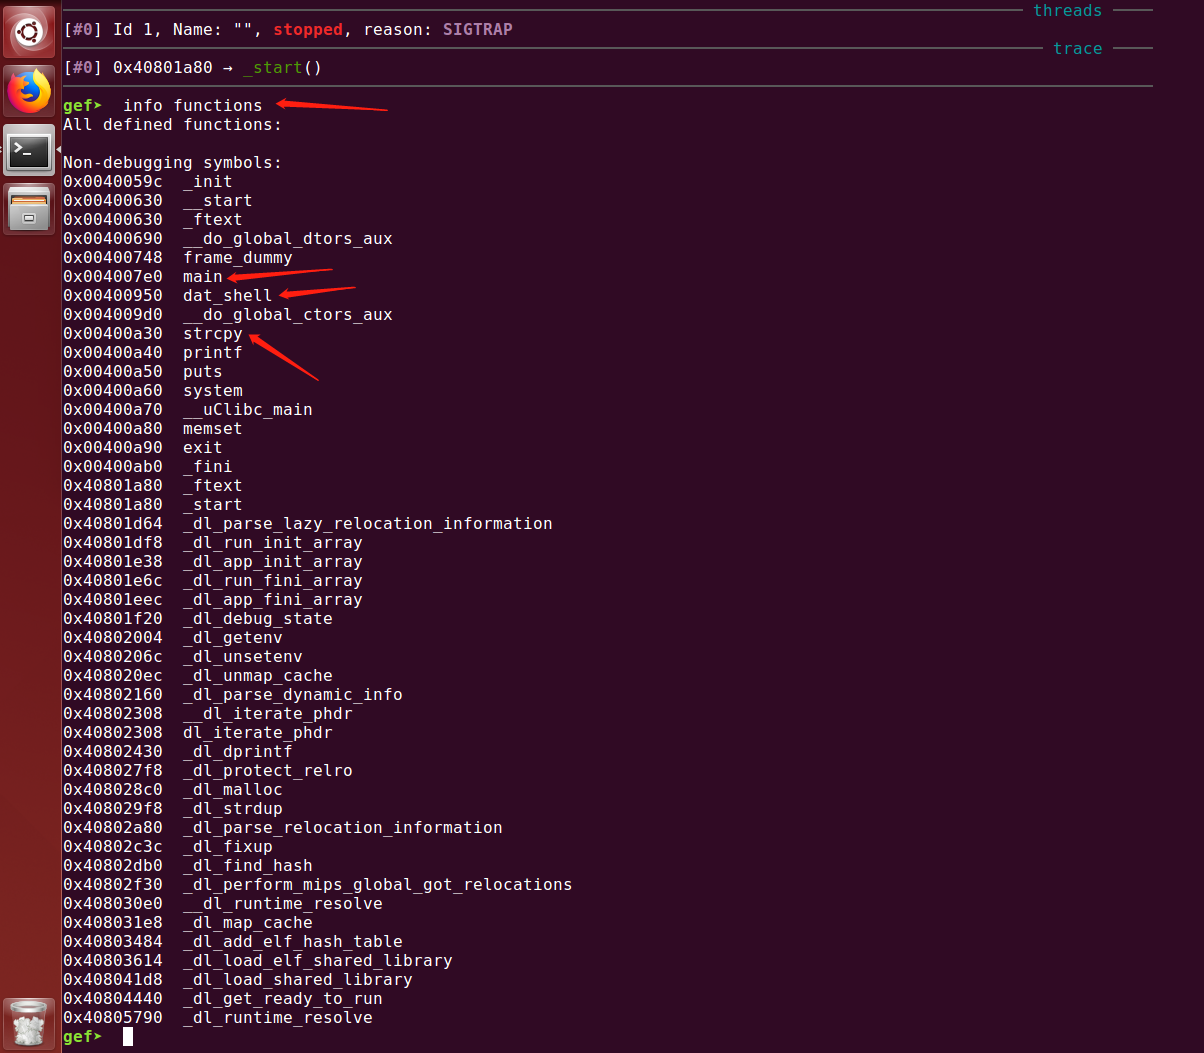 threads
[#0] Id 1, Name: "", stopped, reason: SIGTRAP
trace
[#0] 0x40801a80 → _start()
gef➤  info functions
All defined functions:
Non-debugging symbols:
0x0040059c  _init
0x00400630  __start
0x00400630  _ftext
0x00400690  __do_global_dtors_aux
0x00400748  frame_dummy
0x004007e0  main
0x00400950  dat_shell
0x004009d0  __do_global_ctors_aux
0x00400a30  strcpy
0x00400a40  printf
0x00400a50  puts
0x00400a60  system
0x00400a70  __uClibc_main
0x00400a80  memset
0x00400a90  exit
0x00400ab0  _fini
0x40801a80  _ftext
0x40801a80  _start
0x40801d64  _dl_parse_lazy_relocation_information
0x40801df8  _dl_run_init_array
0x40801e38  _dl_app_init_array
0x40801e6c  _dl_run_fini_array
0x40801eec  _dl_app_fini_array
0x40801f20  _dl_debug_state
0x40802004  _dl_getenv
0x4080206c  _dl_unsetenv
0x408020ec  _dl_unmap_cache
0x40802160  _dl_parse_dynamic_info
0x40802308  __dl_iterate_phdr
0x40802308  dl_iterate_phdr
0x40802430  _dl_dprintf
0x408027f8  _dl_protect_relro
0x408028c0  _dl_malloc
0x408029f8  _dl_strdup
0x40802a80  _dl_parse_relocation_information
0x40802c3c  _dl_fixup
0x40802db0  _dl_find_hash
0x40802f30  _dl_perform_mips_global_got_relocations
0x408030e0  __dl_runtime_resolve
0x408031e8  _dl_map_cache
0x40803484  _dl_add_elf_hash_table
0x40803614  _dl_load_elf_shared_library
0x408041d8  _dl_load_shared_library
0x40804440  _dl_get_ready_to_run
0x40805790  _dl_runtime_resolve
gef➤